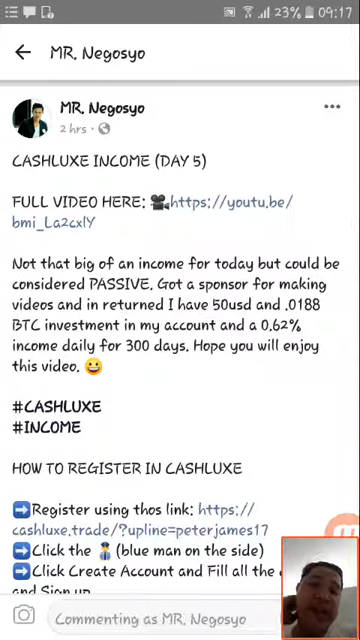 23% 09:17
MR. Negosyo
MR. Negosyo
2 hrs
CASHLUXE INCOME (DAY 5)
FULL VIDEO HERE: 🎥https://youtu.be/
bmi_La2cxlY
Not that big of an income for today but could be
considered PASSIVE. Got a sponsor for making
videos and in returned I have 50usd and .0188
BTC investment in my account and a 0.62%
income daily for 300 days. Hope you will enjoy
this video. 😀
#CASHLUXE
#INCOME
HOW TO REGISTER IN CASHLUXE
➡Register using thos link: https://
cashluxe.trade/?upline=peterjames17
➡Click the 👮 (blue man on the side)
➡Click Create Account and Fill all the
and Sign up
Commenting as MR. Negosyo